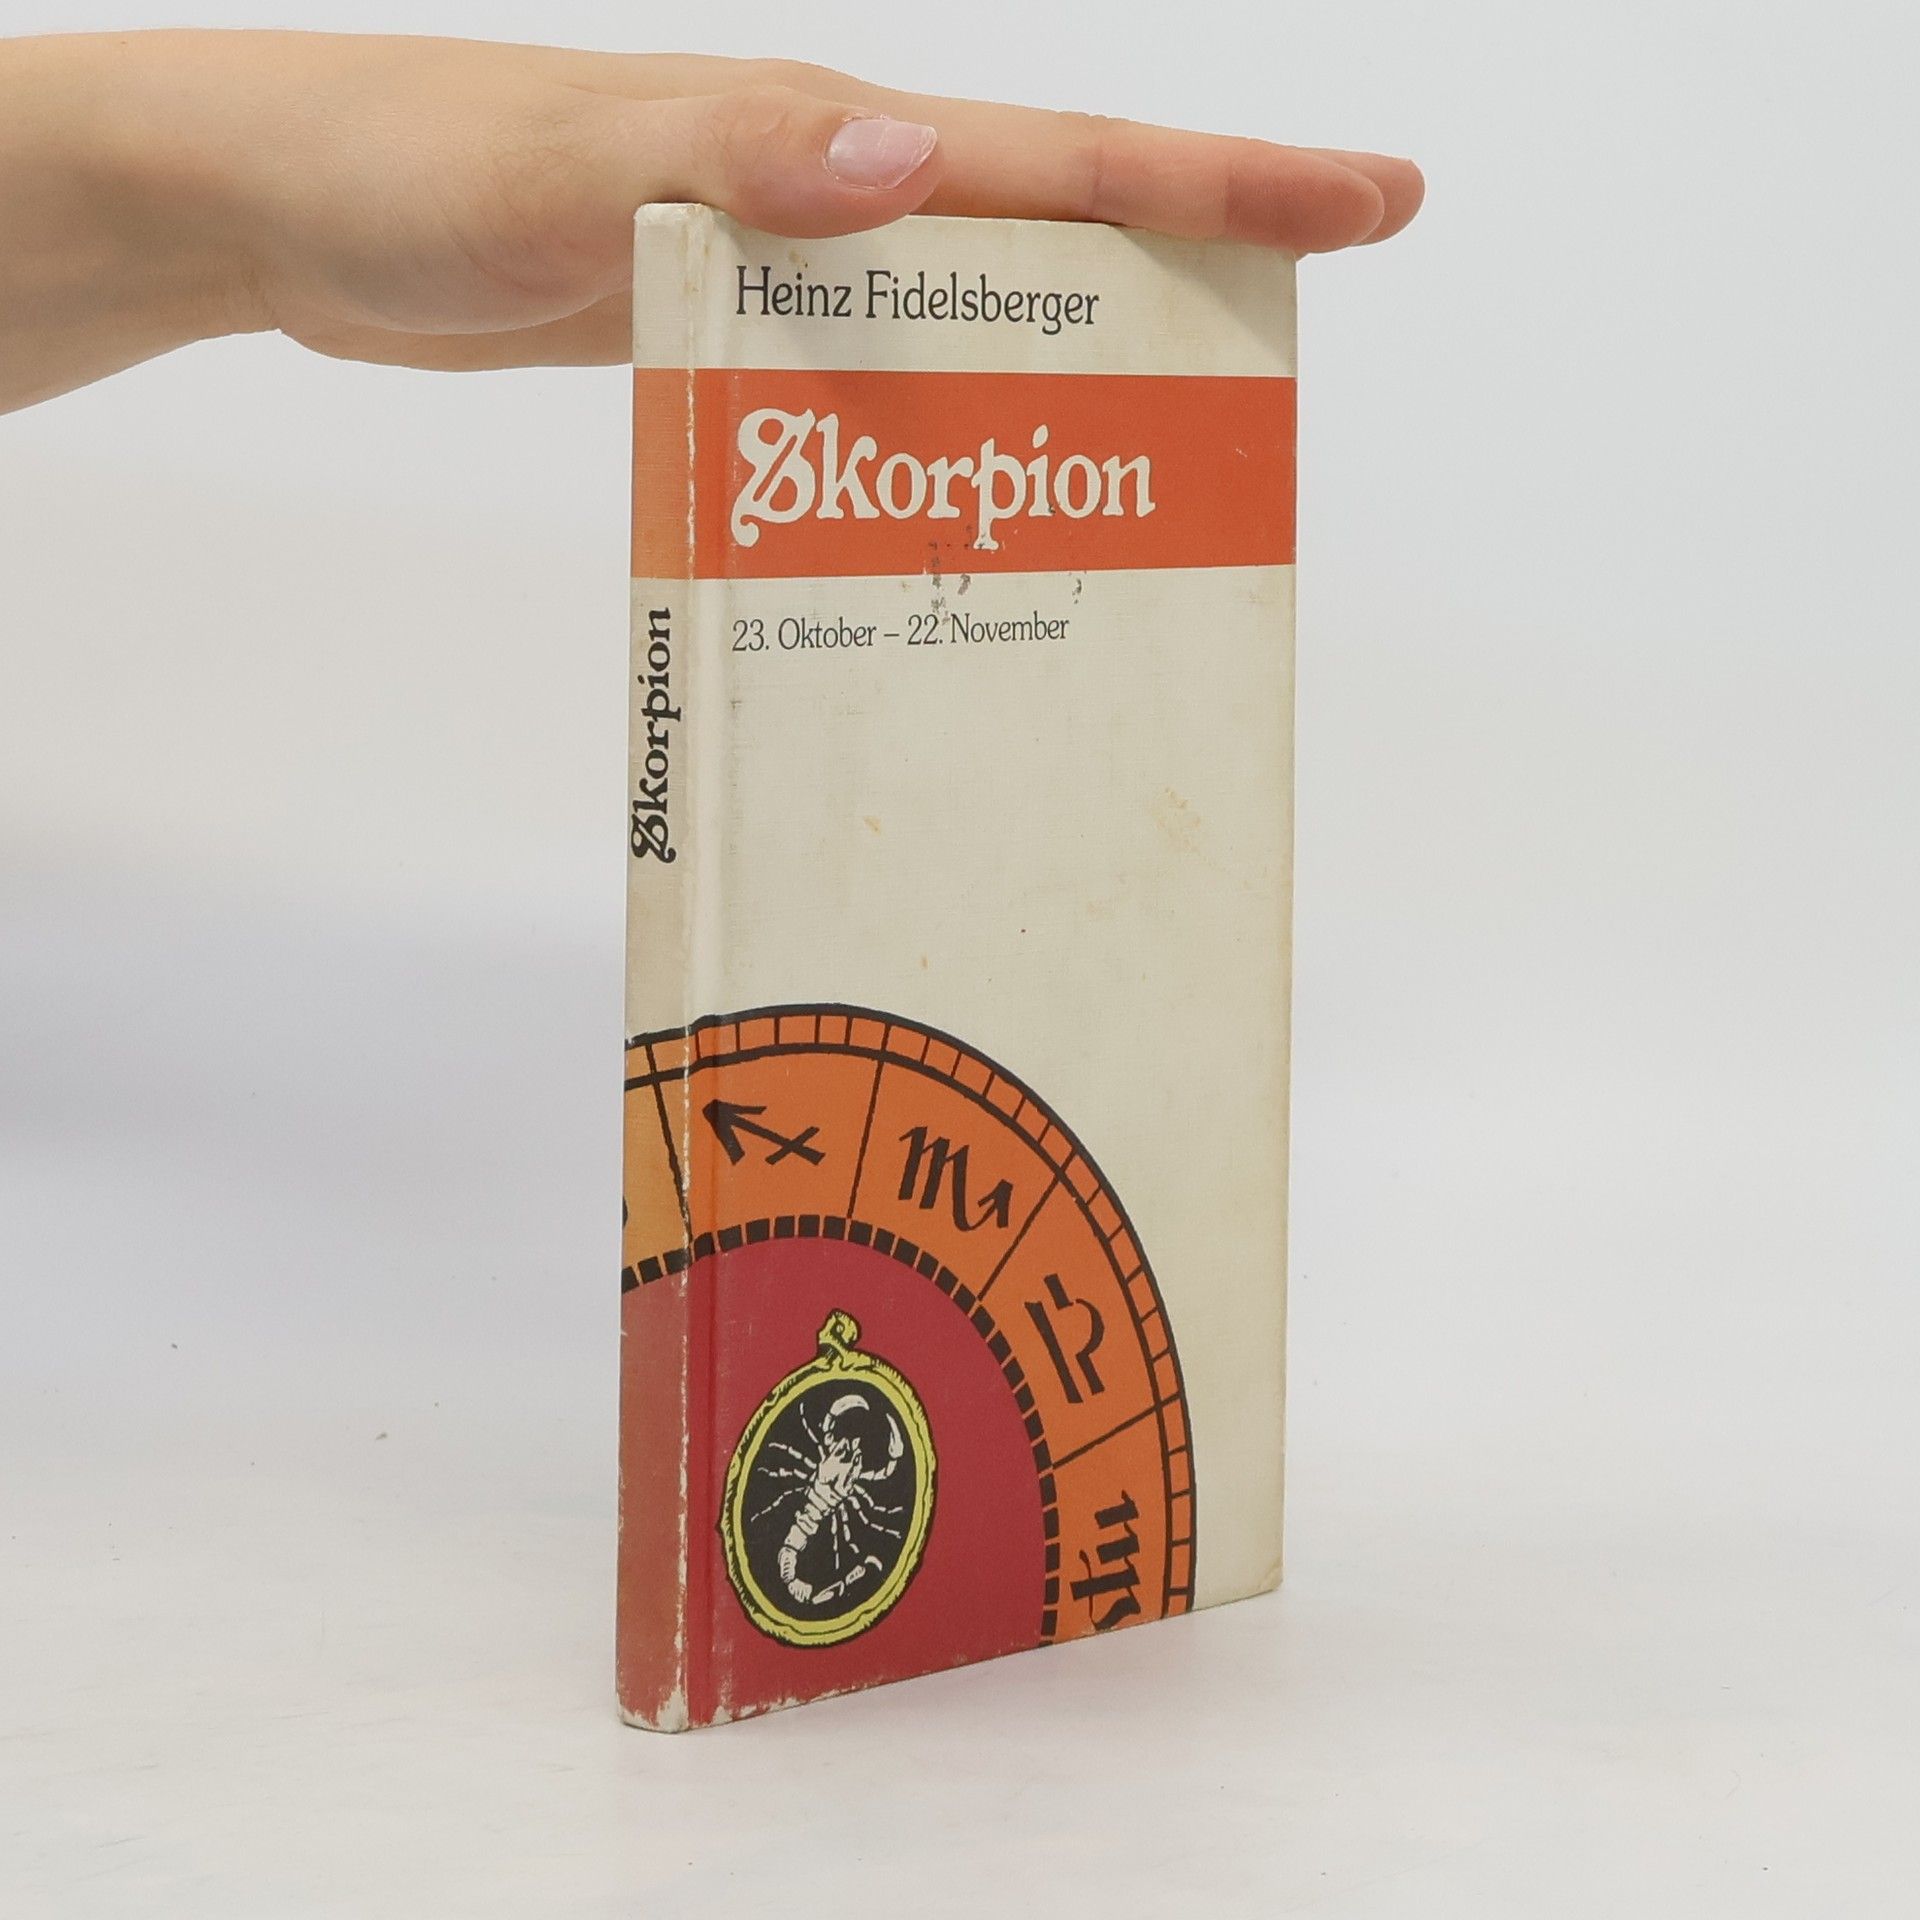 Heinz Fidelsberger
Skorpion
23. Oktober – 22. November
Skorpion